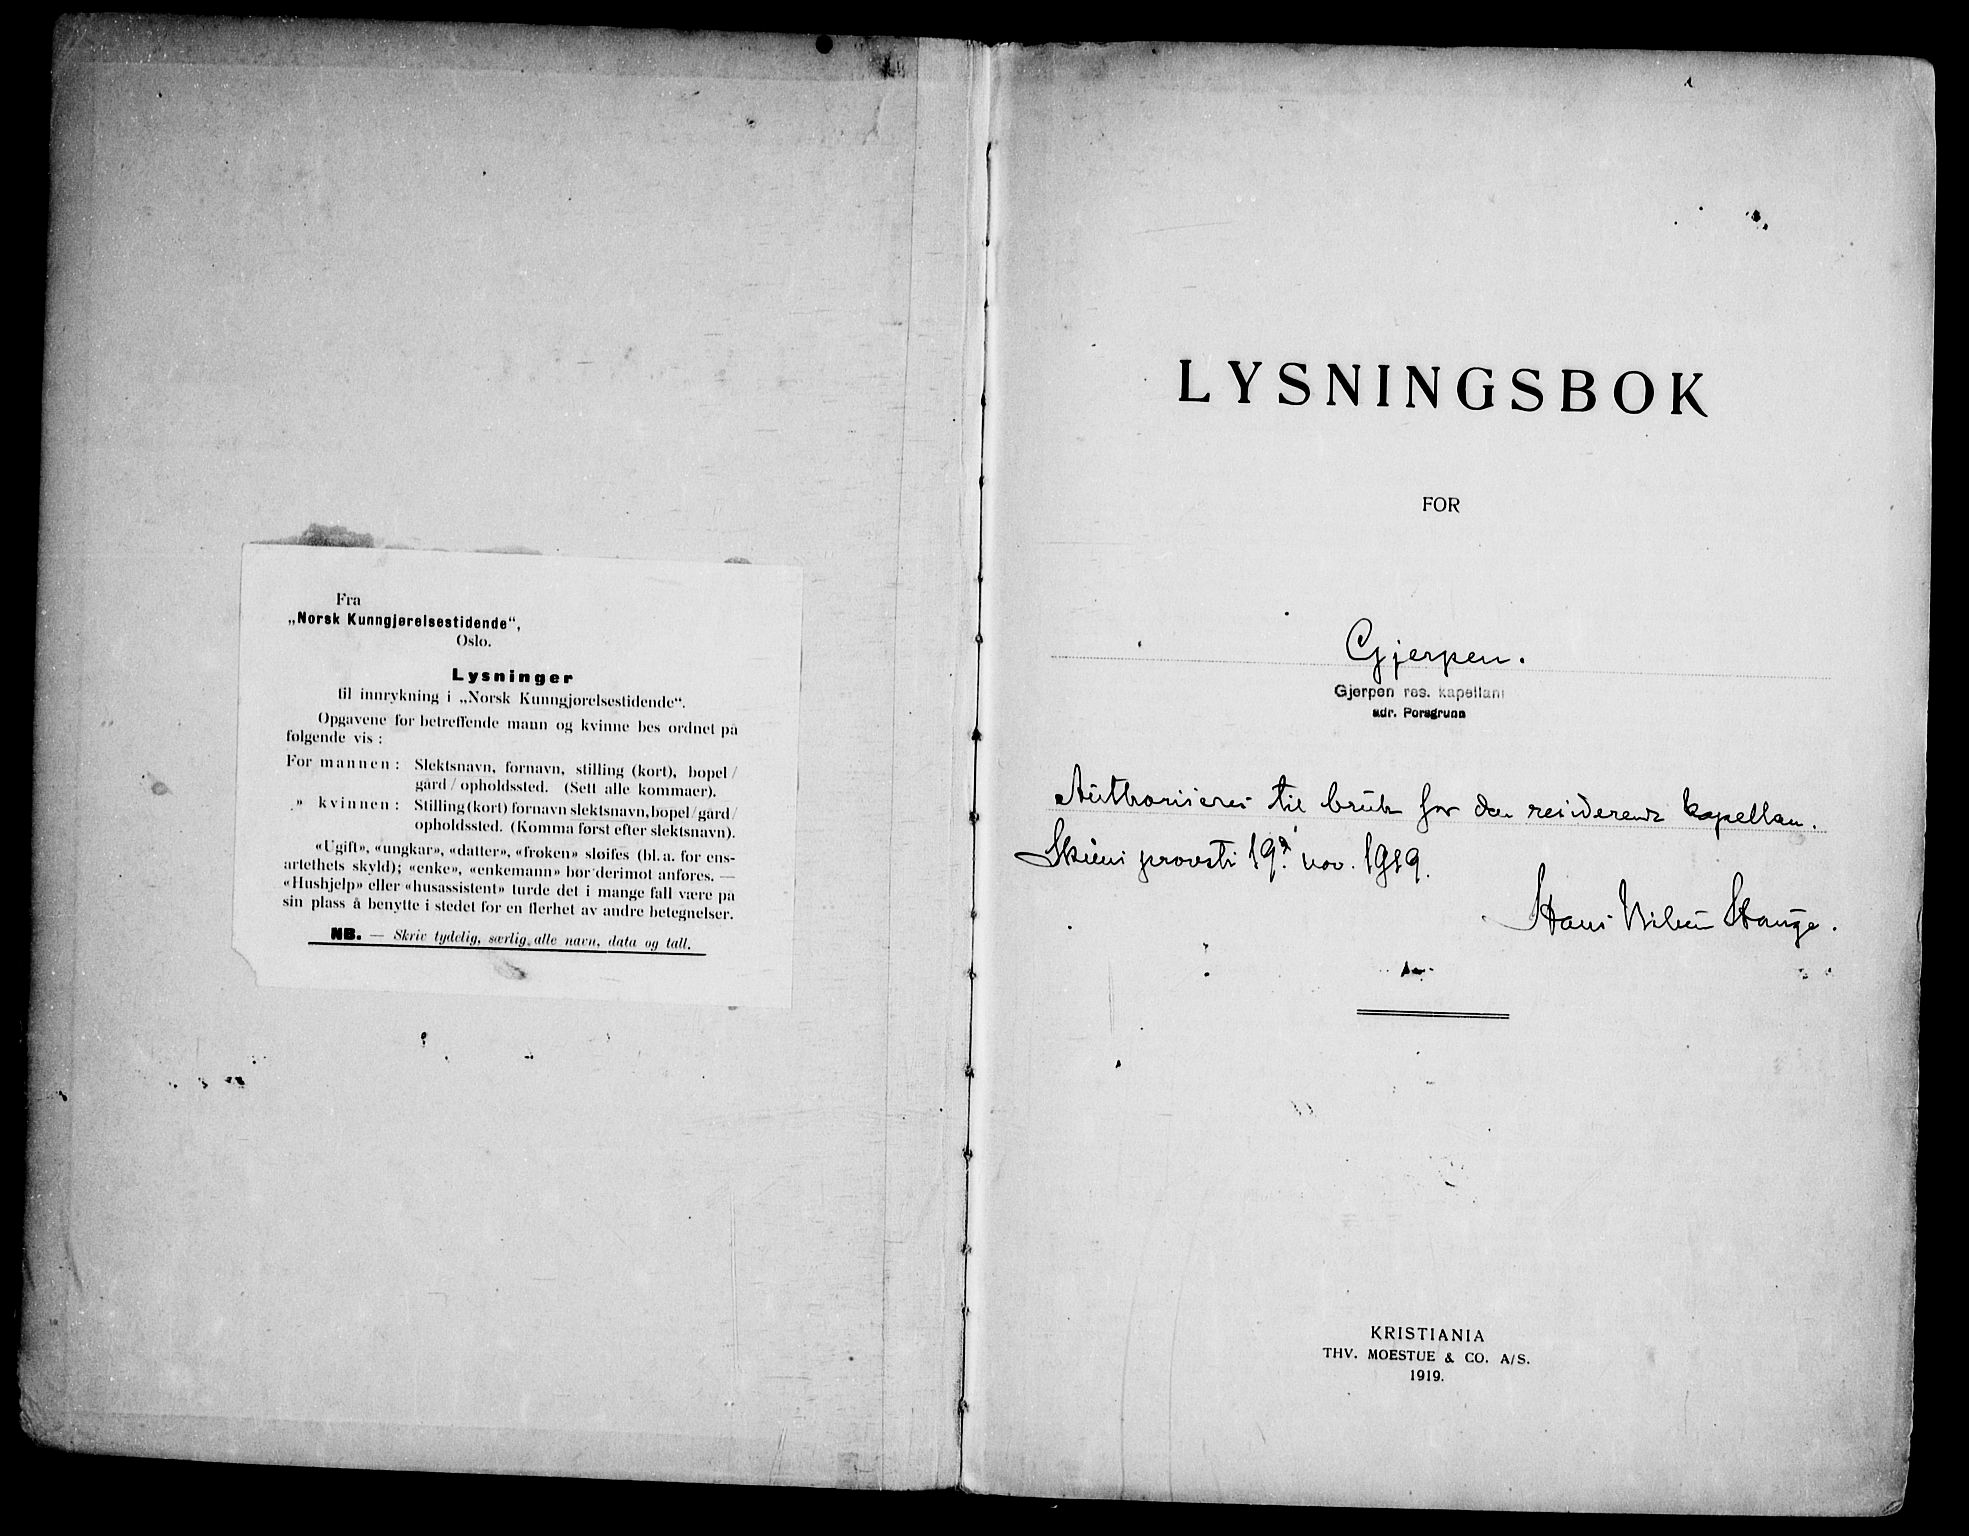 Fra
„Norsk Kunngjørelsestidende“,
Oslo.
Lysninger
til innrykning i „Norsk Kunngjørelsestidende“.
Opgavene for betreffende mann og kvinne bes ordnet på
følgende vis:
For mannen: Slektsnavn, fornavn, stilling (kort), bopel/
gård/opholdssted. (Sett alle kommaer).
„ kvinnen: Stilling (kort) fornavn slektsnavn, bopel/gård/
opholdssted. (Komma først efter slektsnavn).
«Ugift», «ungkar», «datter», «frøken» sløifes (bl. a. for ens-
artethets skyld); «enke», «enkemann» bør derimot anføres. —
«Hushjelp» eller «husassistent» turde det i mange fall være på
sin plass å benytte i stedet for en flerhet av andre betegnelser.
NB. — Skriv tydelig, særlig alle navn, data og tall.
LYSNINGSBOK
FOR
Gjerpen.
Gjerpen res. kapellani
adr. Porsgrunn
Authoriseres til bruk for den residerende kapellan.
Skiens provsti 19. nov. 1919.
Hans Nilsen Hauge.
KRISTIANIA
THV. MOESTUE & CO. A/S.
1919.